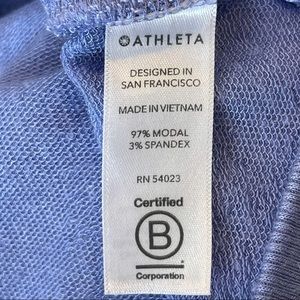 ATHLETA
DESIGNED IN
SAN FRANCISCO
MADE IN VIETNAM
97% MODAL
3% SPANDEX
RN 54023
Certified
B
Corporation